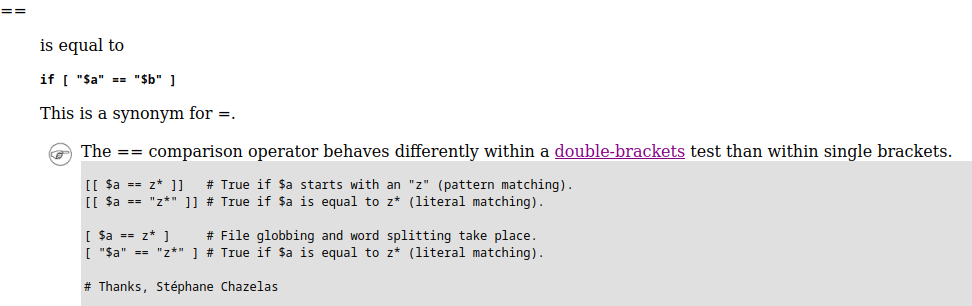 ==
is equal to
if [ "$a" == "$b" ]
This is a synonym for =.
The == comparison operator behaves differently within a double-brackets test than within single brackets.
[[ $a == z* ]]   # True if $a starts with an "z" (pattern matching).
[[ $a == "z*" ]] # True if $a is equal to z* (literal matching).
[ $a == z* ]     # File globbing and word splitting take place.
[ "$a" == "z*" ] # True if $a is equal to z* (literal matching).
# Thanks, Stéphane Chazelas